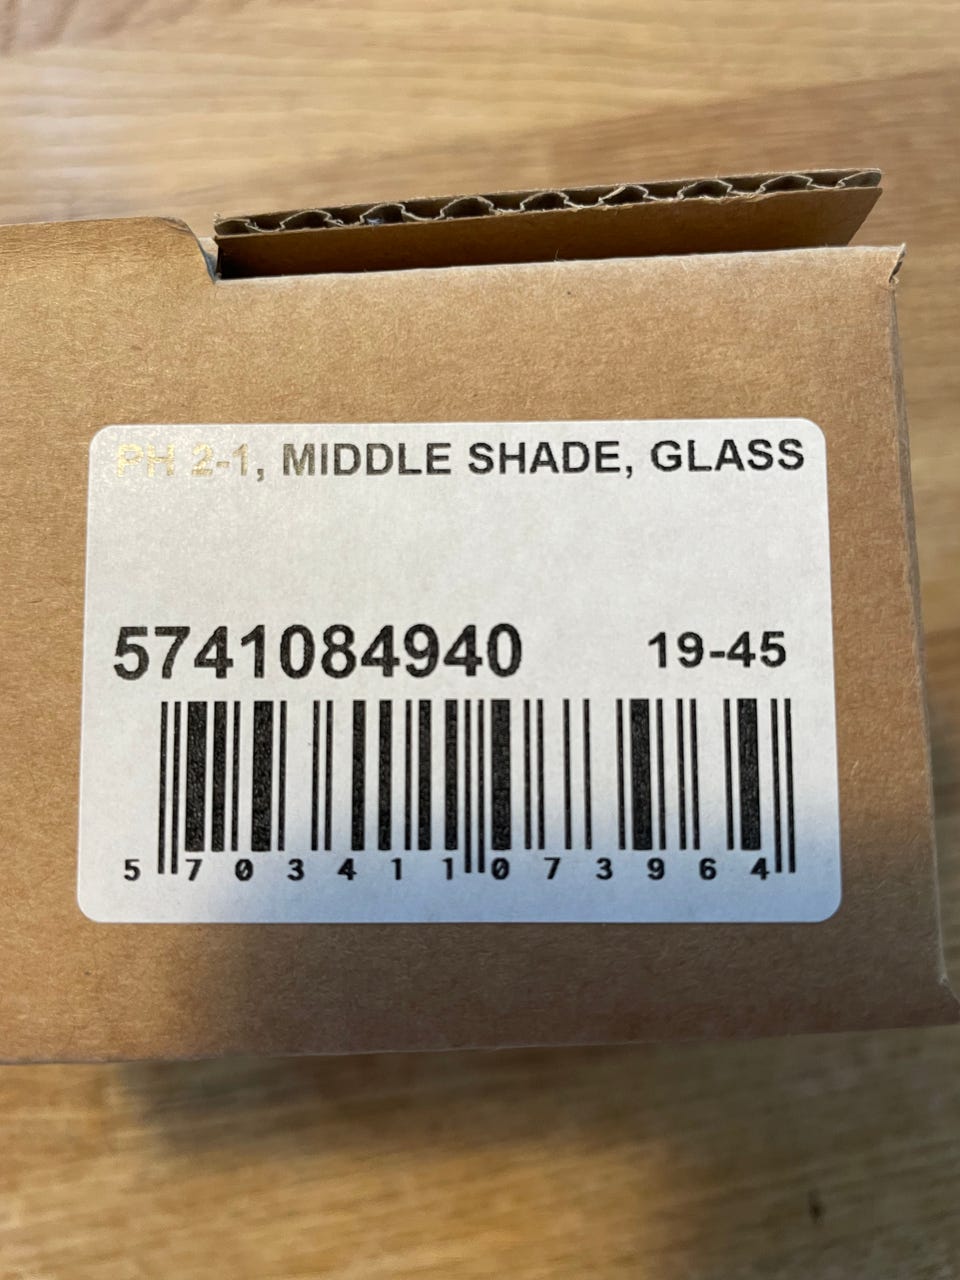 PH 2-1, MIDDLE SHADE, GLASS
5741084940 19-45
5 703411 073964